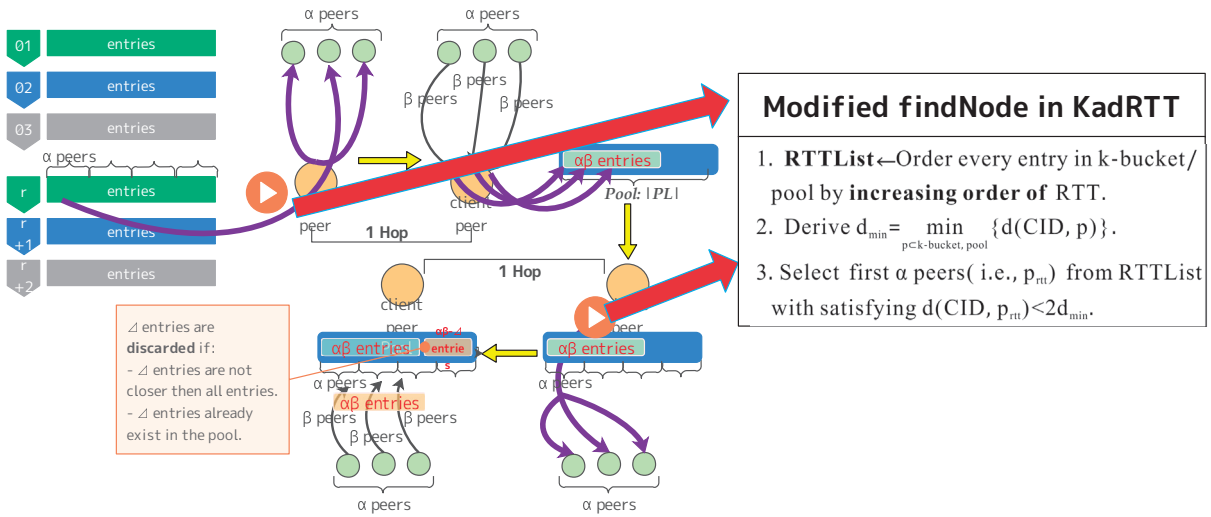 α peers
α peers
01
entries
02
entries
03
entries
α peers
r
entries
r
+1
entries
r
+2
entries
β peers
β peers
β peers
αβ entries
Pool: |PL|
client
peer
peer
1 Hop
1 Hop
client
peer
peer
αβ entries
αβ-⊿
entrie
s
αβ entries
α peers
α peers
αβ entries
β peers
β peers
β peers
α peers
α peers
⊿ entries are
discarded if:
- ⊿ entries are not
closer then all entries.
- ⊿ entries already
exist in the pool.
Modified findNode in KadRTT
1. RTTList←Order every entry in k-bucket/
pool by increasing order of RTT.
2. Derive dmin= min {d(CID, p)}.
p⊂k-bucket, pool
3. Select first α peers( i.e., prtt) from RTTList
with satisfying d(CID, prtt)<2dmin.